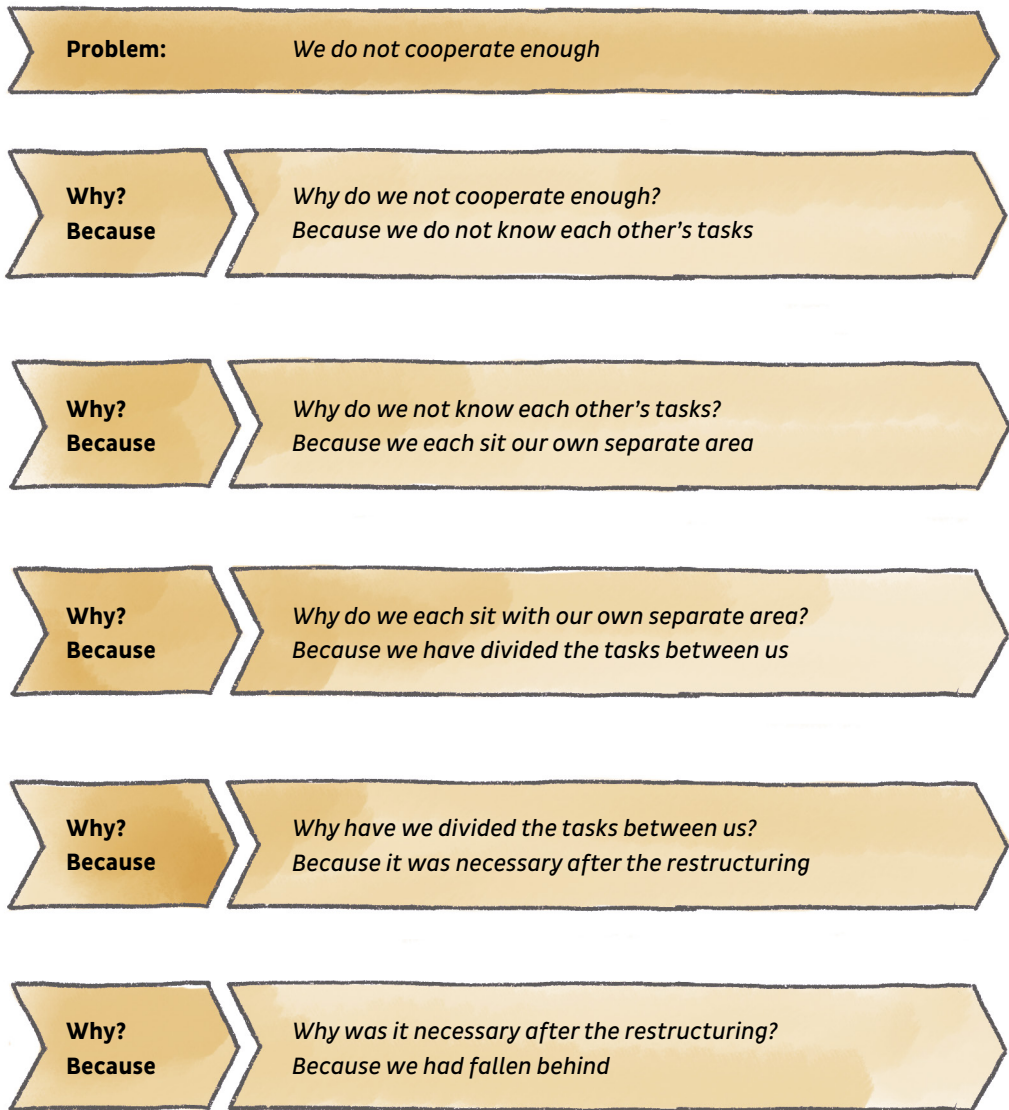 Problem: We do not cooperate enough
Why? Why do we not cooperate enough?
Because Because we do not know each other's tasks
Why? Why do we not know each other's tasks?
Because Because we each sit our own separate area
Why? Why do we each sit with our own separate area?
Because Because we have divided the tasks between us
Why? Why have we divided the tasks between us?
Because Because it was necessary after the restructuring
Why? Why was it necessary after the restructuring?
Because Because we had fallen behind